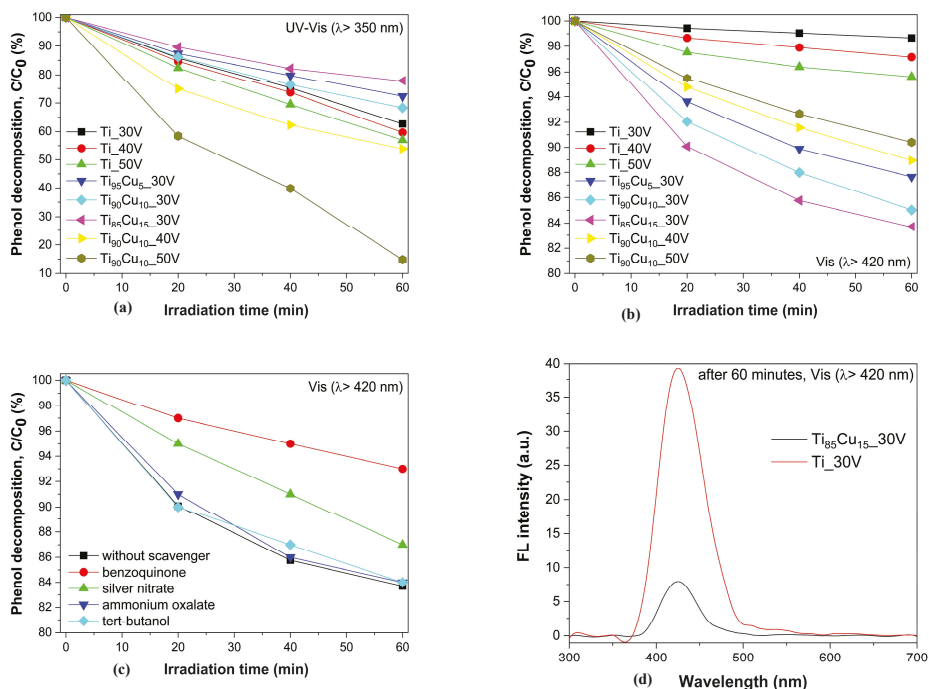 UV-Vis (λ> 350 nm)
Phenol decomposition, C/C₀ (%)
100
90
80
70
60
50
40
30
20
10
Ti_30V
Ti_40V
Ti_50V
Ti₉₅Cu₅_30V
Ti₉₀Cu₁₀_30V
Ti₈₅Cu₁₅_30V
Ti₉₀Cu₁₀_40V
Ti₉₀Cu₁₀_50V
0 10 20 30 40 50 60
Irradiation time (min)
(a)
Phenol decomposition, C/C₀ (%)
100
98
96
94
92
90
88
86
84
82
80
Ti_30V
Ti_40V
Ti_50V
Ti₉₅Cu₅_30V
Ti₉₀Cu₁₀_30V
Ti₈₅Cu₁₅_30V
Ti₉₀Cu₁₀_40V
Ti₉₀Cu₁₀_50V
Vis (λ> 420 nm)
0 10 20 30 40 50 60
Irradiation time (min)
(b)
Vis (λ> 420 nm)
Phenol decomposition, C/C₀ (%)
100
98
96
94
92
90
88
86
84
82
80
without scavenger
benzoquinone
silver nitrate
ammonium oxalate
tert-butanol
0 10 20 30 40 50 60
Irradiation time (min)
(c)
after 60 minutes, Vis (λ> 420 nm)
FL intensity (a.u.)
40
35
30
25
20
15
10
5
0
Ti₈₅Cu₁₅_30V
Ti_30V
300 400 500 600 700
Wavelength (nm)
(d)